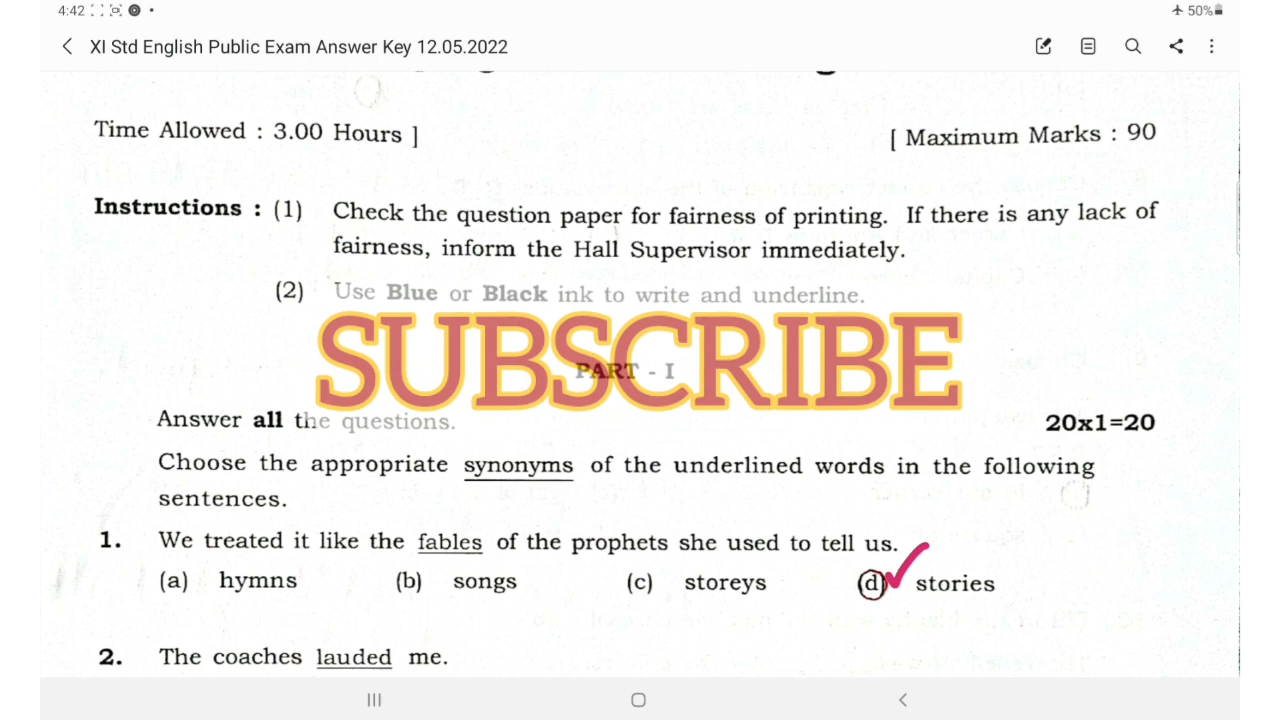 4:42
50%
XI Std English Public Exam Answer Key 12.05.2022
Time Allowed : 3.00 Hours ]
[ Maximum Marks : 90
Instructions : (1) Check the question paper for fairness of printing. If there is any lack of
fairness, inform the Hall Supervisor immediately.
(2) Use Blue or Black ink to write and underline.
SUBSCRIBE
PART - I
Answer all the questions.
20x1=20
Choose the appropriate synonyms of the underlined words in the following
sentences.
1. We treated it like the fables of the prophets she used to tell us.
(a) hymns (b) songs (c) storeys (d) stories
2. The coaches lauded me.